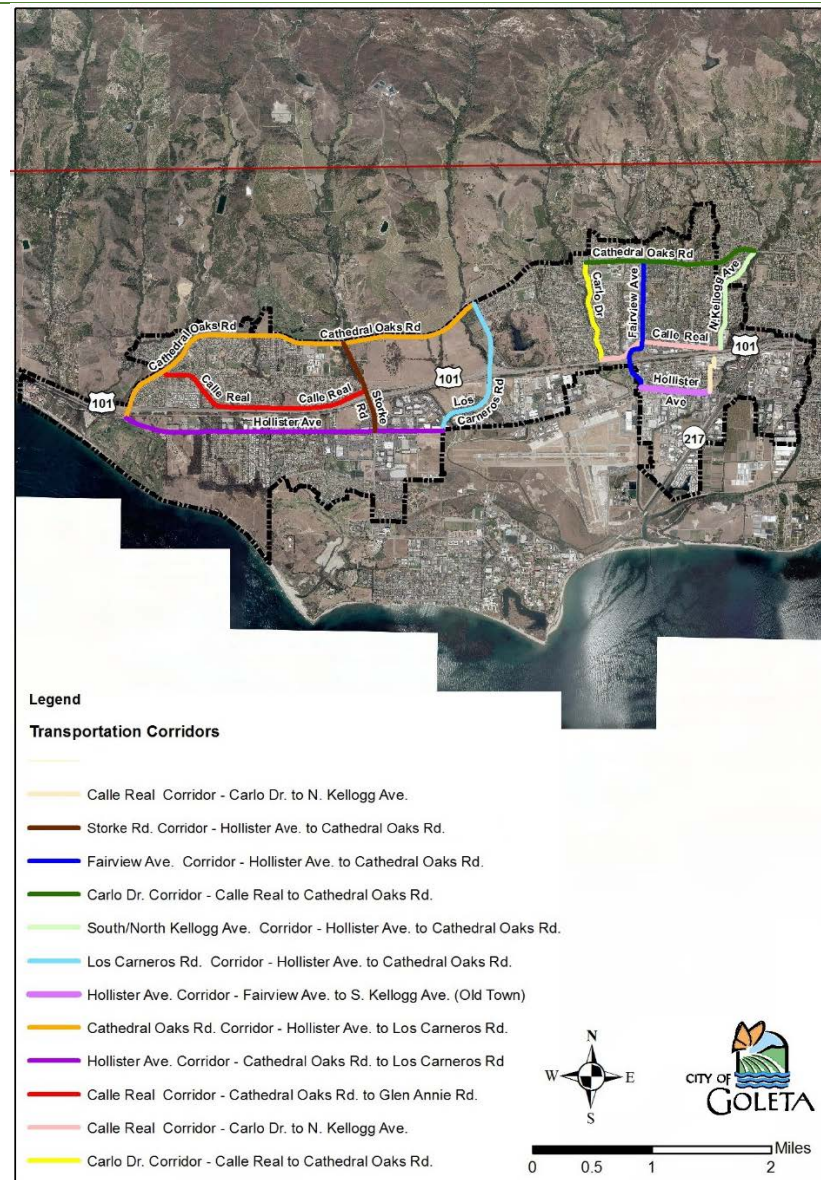 Cathedral Oaks Rd
Carlo Dr
Fairview Ave
N Kellogg Ave
Calle Real
101
Hollister
Ave
217
Cathedral Oaks Rd
Cathedral Oaks Rd
101
Los
Carneros Rd
Calle Real
Calle Real
Storke
Rd
101
Hollister Ave
Legend
Transportation Corridors
Calle Real Corridor - Carlo Dr. to N. Kellogg Ave.
Storke Rd. Corridor - Hollister Ave. to Cathedral Oaks Rd.
Fairview Ave. Corridor - Hollister Ave. to Cathedral Oaks Rd.
Carlo Dr. Corridor - Calle Real to Cathedral Oaks Rd.
South/North Kellogg Ave. Corridor - Hollister Ave. to Cathedral Oaks Rd.
Los Carneros Rd. Corridor - Hollister Ave. to Cathedral Oaks Rd.
Hollister Ave. Corridor - Fairview Ave. to S. Kellogg Ave. (Old Town)
Cathedral Oaks Rd. Corridor - Hollister Ave. to Los Carneros Rd.
Hollister Ave. Corridor - Cathedral Oaks Rd. to Los Carneros Rd
Calle Real Corridor - Cathedral Oaks Rd. to Glen Annie Rd.
Calle Real Corridor - Carlo Dr. to N. Kellogg Ave.
Carlo Dr. Corridor - Calle Real to Cathedral Oaks Rd.
N
W E
S
CITY OF
GOLETA
Miles
0 0.5 1 2